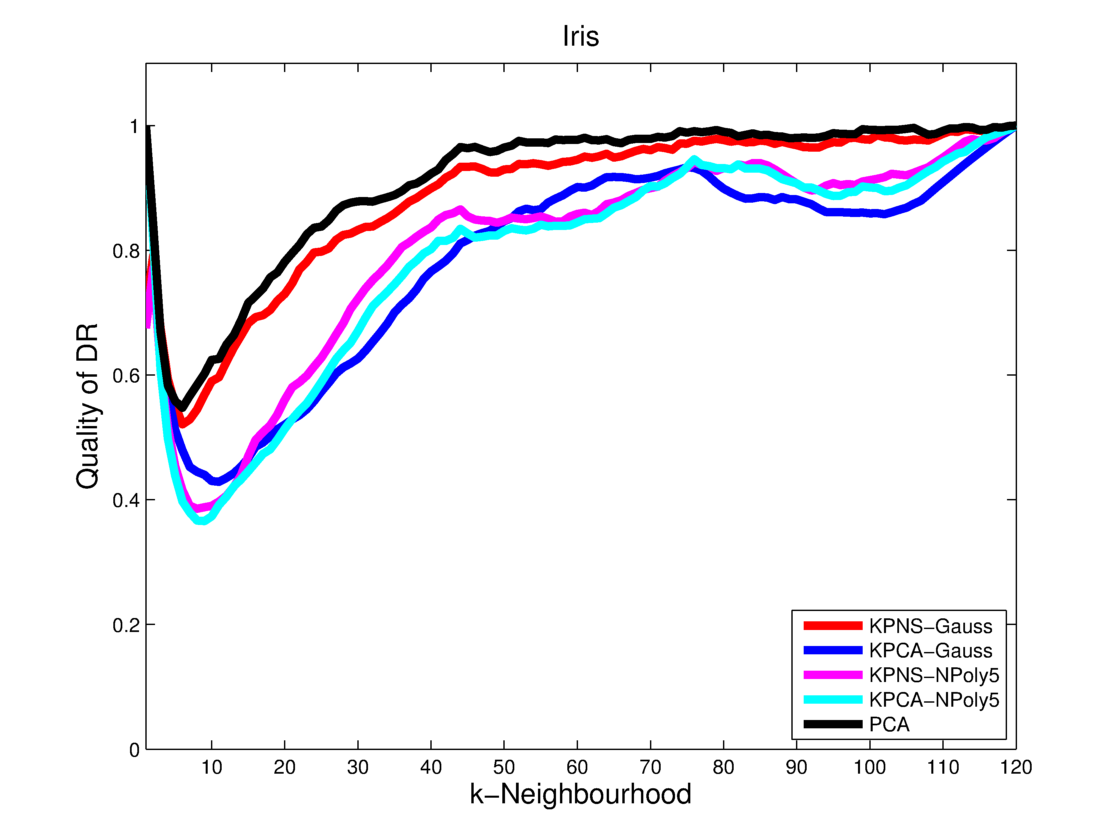 Iris
Quality of DR
1
0.8
0.6
0.4
0.2
0
10 20 30 40 50 60 70 80 90 100 110 120
k−Neighbourhood
KPNS−Gauss
KPCA−Gauss
KPNS−NPoly5
KPCA−NPoly5
PCA